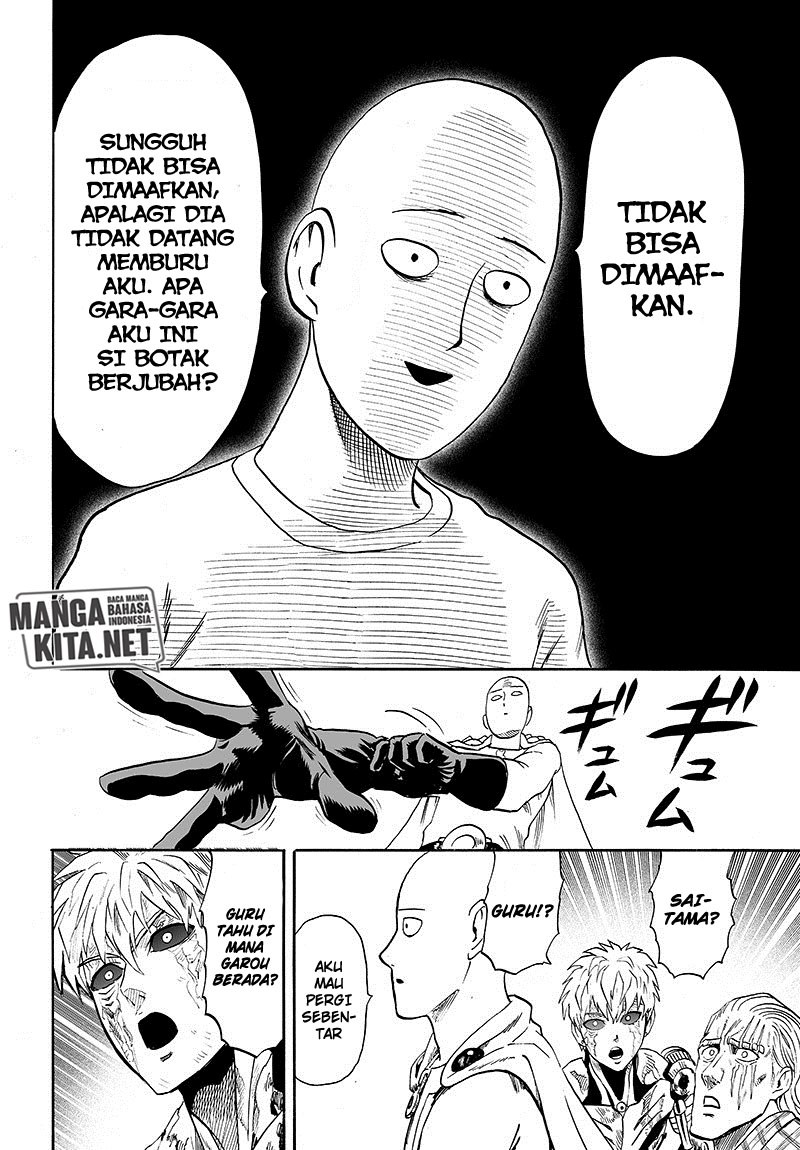 TIDAK
BISA
DIMAAF-
KAN.
SUNGGUH
TIDAK BISA
DIMAAFKAN,
APALAGI DIA
TIDAK DATANG
MEMBURU
AKU. APA
GARA-GARA
AKU INI
SI BOTAK
BERJUBAH?
MANGA
KITA.NET
BACA MANGA
BAHASA
INDONESIA
ギュム
ギュム
SAI-
TAMA?
GURU!?
AKU
MAU
PERGI
SEBEN-
TAR
GURU
TAHU DI
MANA
GAROU
BERADA?